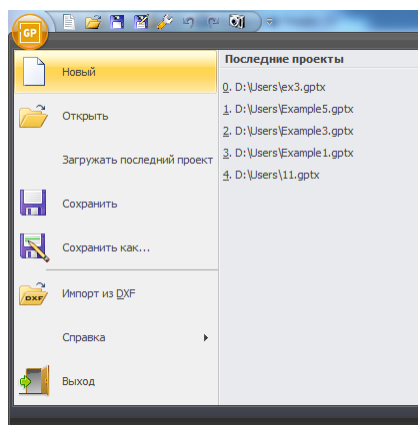 GP
Последние проекты
Новый
0. D:\Users\ex3.gptx
Открыть
1. D:\Users\Example5.gptx
2. D:\Users\Example3.gptx
Загружать последний проект
3. D:\Users\Example1.gptx
4. D:\Users\11.gptx
Сохранить
Сохранить как...
DXF
Импорт из DXF
Справка
Выход